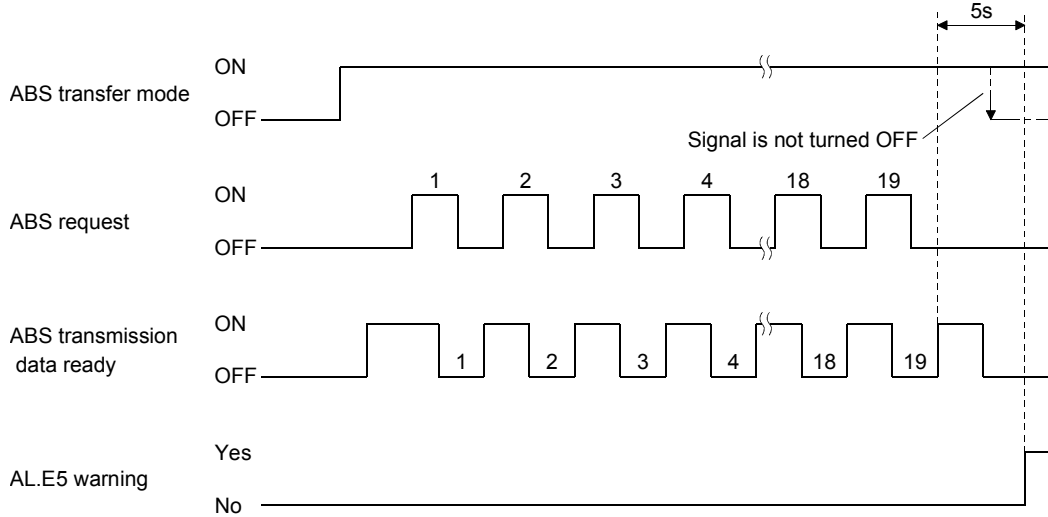 5s
ABS transfer mode
ON
OFF
Signal is not turned OFF
ABS request
ON
OFF
1 2 3 4 18 19
ABS transmission
data ready
ON
OFF
1 2 3 4 18 19
AL.E5 warning
Yes
No